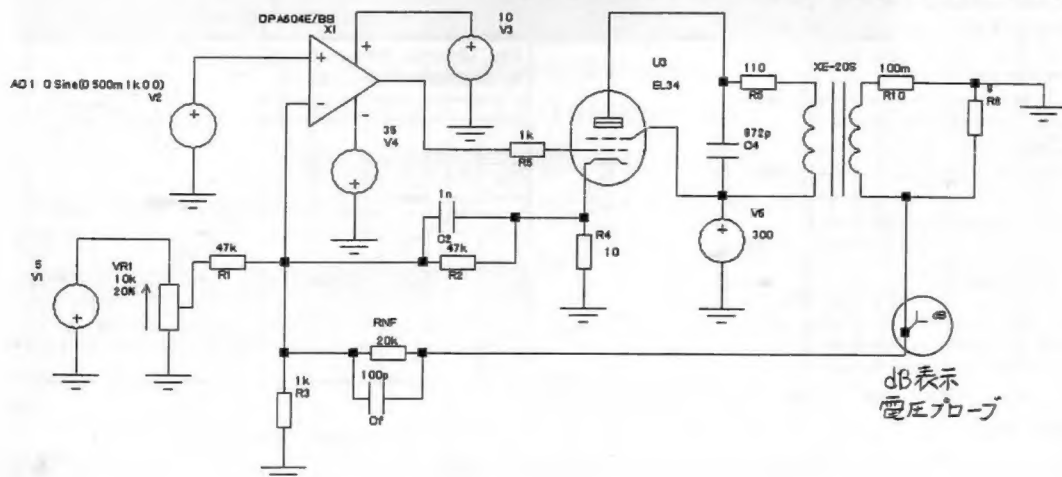 OPA604E/BB
X1
10
V3
AC 1 0 Sine(0 500m 1k 0 0)
V2
35
V4
1k
R5
U3
EL34
110
R6
672p
C4
XE-20S
100m
R10
R8
V5
300
1n
C2
47k
R2
R4
10
5
V1
VR1
10k
20%
47k
R1
RNF
20k
100p
Cf
1k
R3
dB
dB表示
電圧プローブ